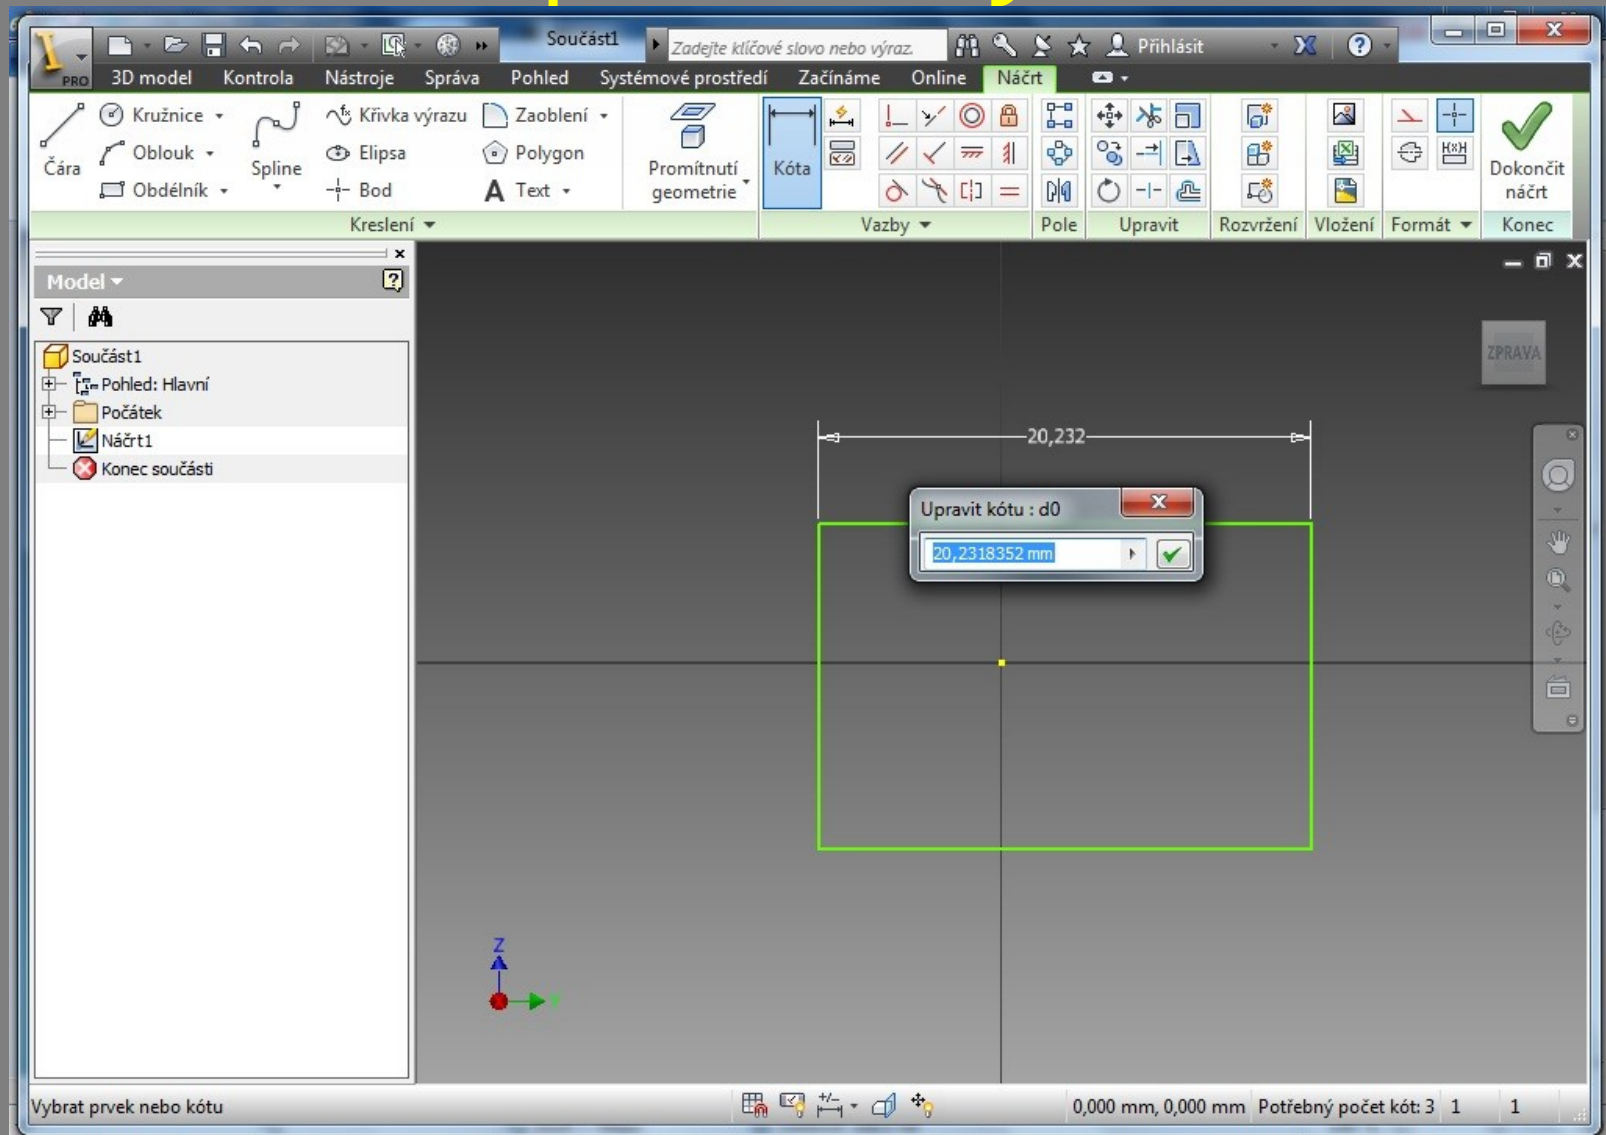 Součást1
Zadejte klíčové slovo nebo výraz.
Přihlásit
PRO
3D model Kontrola Nástroje Správa Pohled Systémové prostředí Začínáme Online Náčrt
Čára
Kružnice
Oblouk
Obdélník
Spline
Křivka výrazu
Elipsa
Bod
Zaoblení
Polygon
A Text
Promítnutí
geometrie
Kóta
Dokončit
náčrt
Kreslení Vazby Pole Upravit Rozvržení Vložení Formát Konec
Model
Součást1
Pohled: Hlavní
Počátek
Náčrt1
Konec součásti
ZPRAVA
20,232
Upravit kótu : d0
20,2318352 mm
Z
Y
Vybrat prvek nebo kótu
0,000 mm, 0,000 mm Potřebný počet kót: 3 1 1